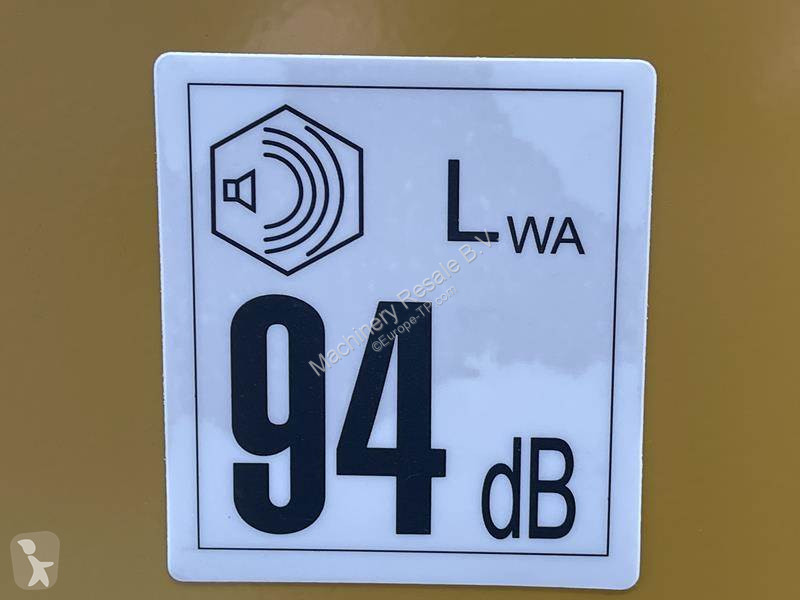 LWA
94 dB
Machinery Resale B.V.
©Europe-TP.com